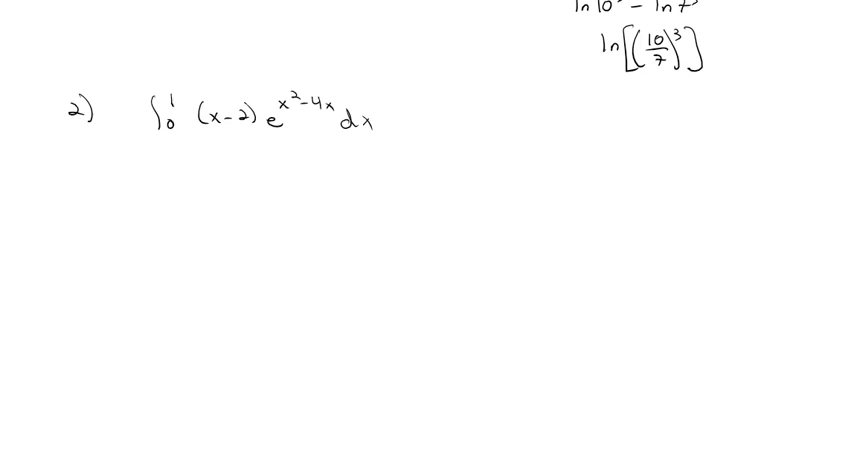 ln 10³ - ln 7³
ln[(10/7)³]
2) ∫₀¹ (x-2) e^(x²-4x) dx